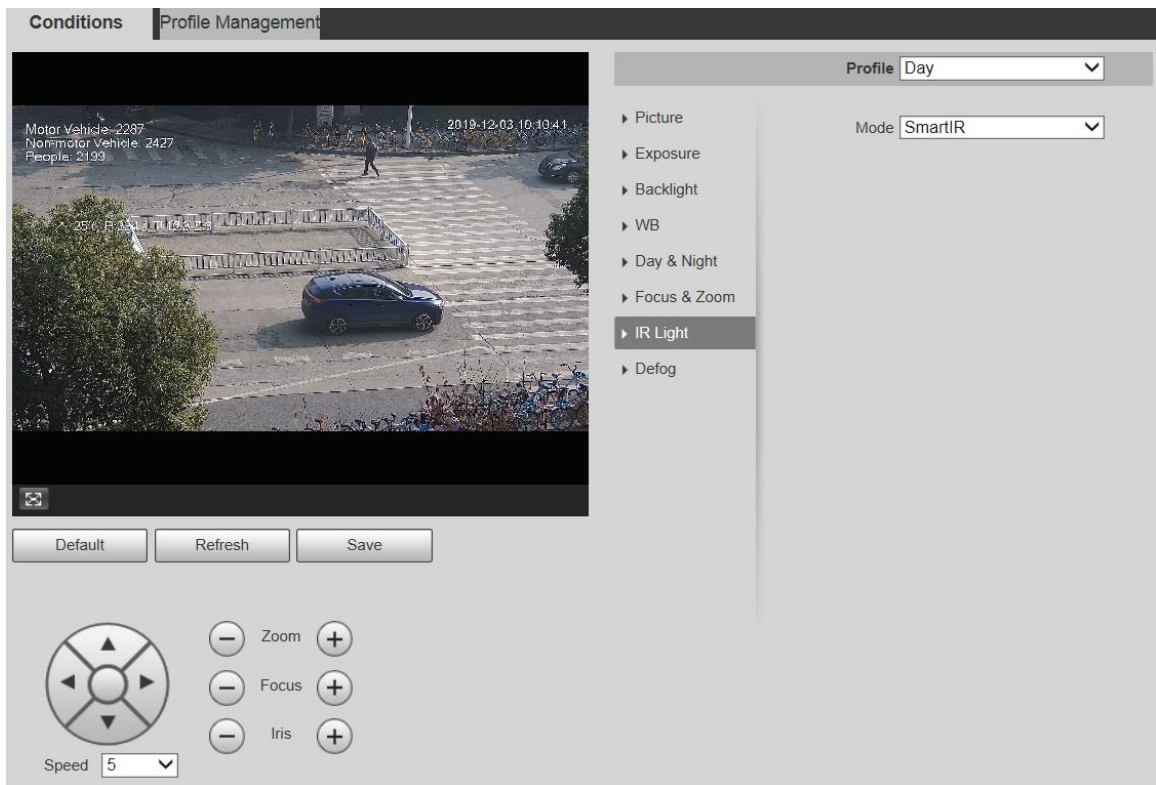 Conditions
Profile Management
Motor Vehicle: 2287
Non-motor Vehicle: 2427
People: 2199
2019-12-03 10:10:41
Default
Refresh
Save
Zoom
Focus
Iris
Speed 5
Profile Day
Picture
Exposure
Backlight
WB
Day & Night
Focus & Zoom
IR Light
Defog
Mode SmartIR